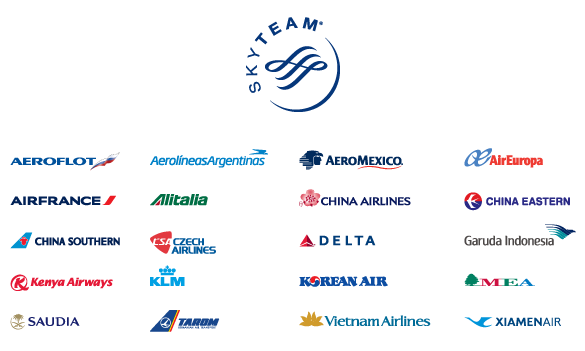 SKYTEAM®
AEROFLOT AerolíneasArgentinas AEROMEXICO. AirEuropa
AIRFRANCE Alitalia CHINA AIRLINES CHINA EASTERN
CHINA SOUTHERN CSA CZECH AIRLINES DELTA Garuda Indonesia
Kenya Airways KLM KOREAN AIR MEA
SAUDIA TAROM Vietnam Airlines XIAMENAIR